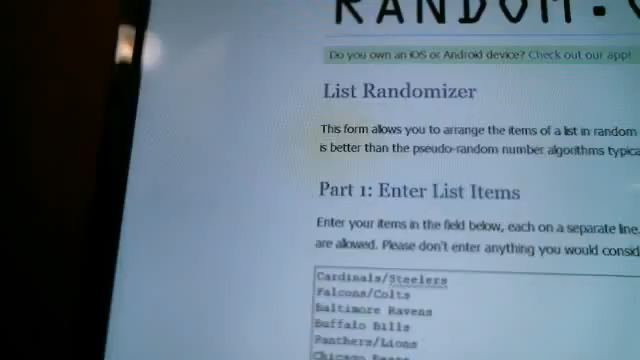 RANDOM.
Do you own an iOS or Android device? Check out our app!
List Randomizer
This form allows you to arrange the items of a list in random
is better than the pseudo-random number algorithms
Part 1: Enter List Items
Enter your items in the field below, each on a separate line.
are allowed. Please don't enter anything you would
Cardinals/Steelers
Falcons/Colts
Baltimore Ravens
Buffalo Bills
Panthers/Lions
Chicago